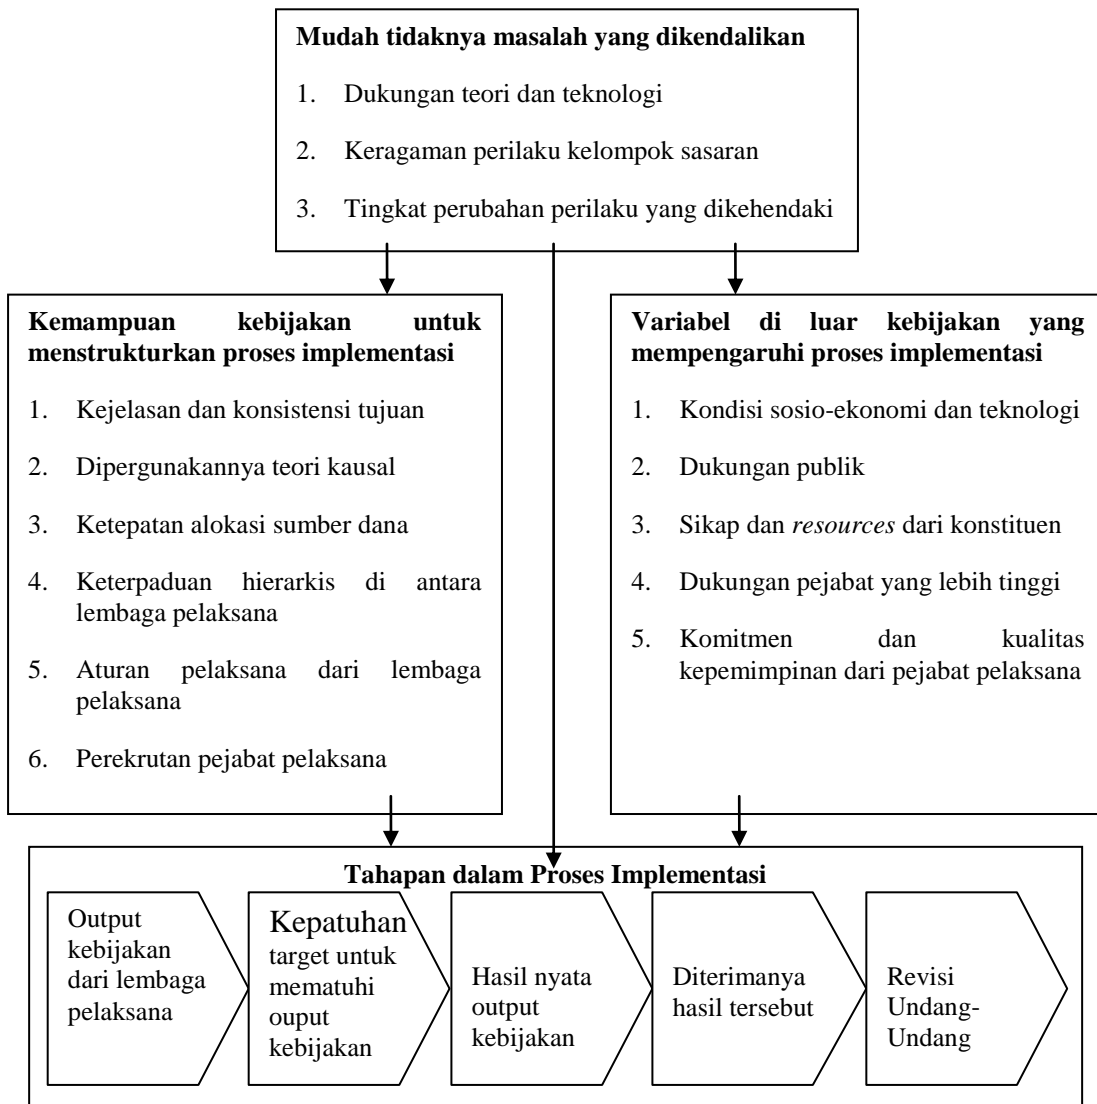 Mudah tidaknya masalah yang dikendalikan
1. Dukungan teori dan teknologi
2. Keragaman perilaku kelompok sasaran
3. Tingkat perubahan perilaku yang dikehendaki
Kemampuan kebijakan untuk
menstrukturkan proses implementasi
1. Kejelasan dan konsistensi tujuan
2. Dipergunakannya teori kausal
3. Ketepatan alokasi sumber dana
4. Keterpaduan hierarkis di antara
lembaga pelaksana
5. Aturan pelaksana dari lembaga
pelaksana
6. Perekrutan pejabat pelaksana
Variabel di luar kebijakan yang
mempengaruhi proses implementasi
1. Kondisi sosio-ekonomi dan teknologi
2. Dukungan publik
3. Sikap dan resources dari konstituen
4. Dukungan pejabat yang lebih tinggi
5. Komitmen dan kualitas
kepemimpinan dari pejabat pelaksana
Tahapan dalam Proses Implementasi
Output
kebijakan
dari lembaga
pelaksana
Kepatuhan
target untuk
mematuhi
ouput
kebijakan
Hasil nyata
output
kebijakan
Diterimanya
hasil tersebut
Revisi
Undang-
Undang